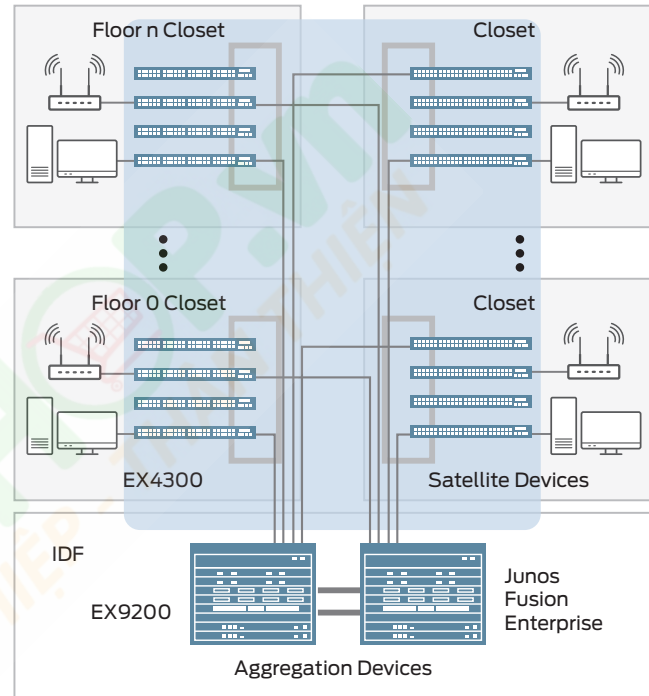 Floor n Closet
Closet
Floor 0 Closet
Closet
EX4300
Satellite Devices
IDF
EX9200
Junos
Fusion
Enterprise
Aggregation Devices